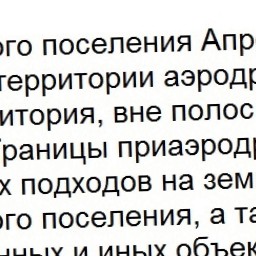 ого поселения Апр
территории аэродр
итория, вне полос
границы приаэродр
х подходов на зем
ого поселения, а та
нных и иных объек